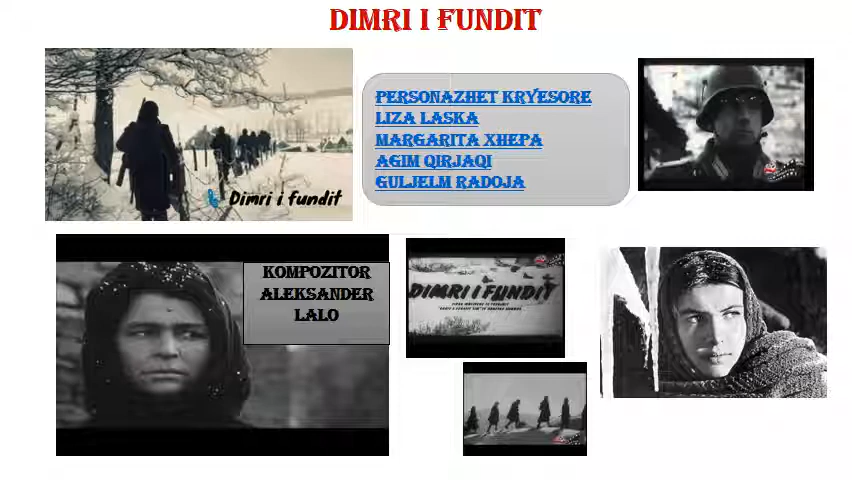 DIMRI I FUNDIT
PERSONAZHET KRYESORE
LIZA LASKA
MARGARITA XHEPA
AGIM QIRJAQI
GULJELM RADOJA
Dimri i fundit
KOMPOZITOR
ALEKSANDER
LALO
DIMRI I FUNDIT